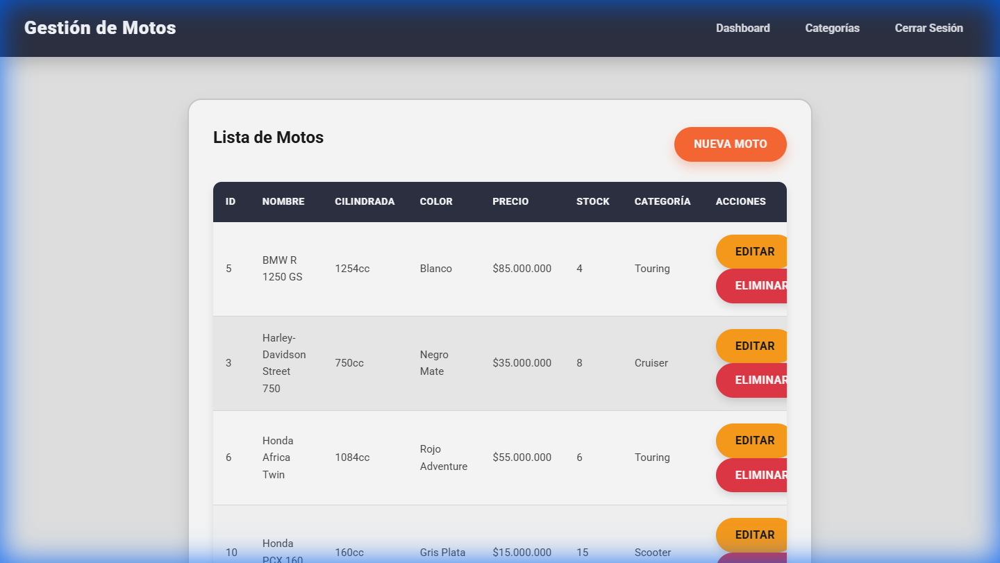 Gestión de Motos
Dashboard Categorías Cerrar Sesión
Lista de Motos
NUEVA MOTO
ID NOMBRE CILINDRADA COLOR PRECIO STOCK CATEGORÍA ACCIONES
5 BMW R 1250 GS 1254cc Blanco $85.000.000 4 Touring EDITAR ELIMINAR
3 Harley-Davidson Street 750 750cc Negro Mate $35.000.000 8 Cruiser EDITAR ELIMINAR
6 Honda Africa Twin 1084cc Rojo Adventure $55.000.000 6 Touring EDITAR ELIMINAR
10 Honda PCX 160 160cc Gris Plata $15.000.000 15 Scooter EDITAR